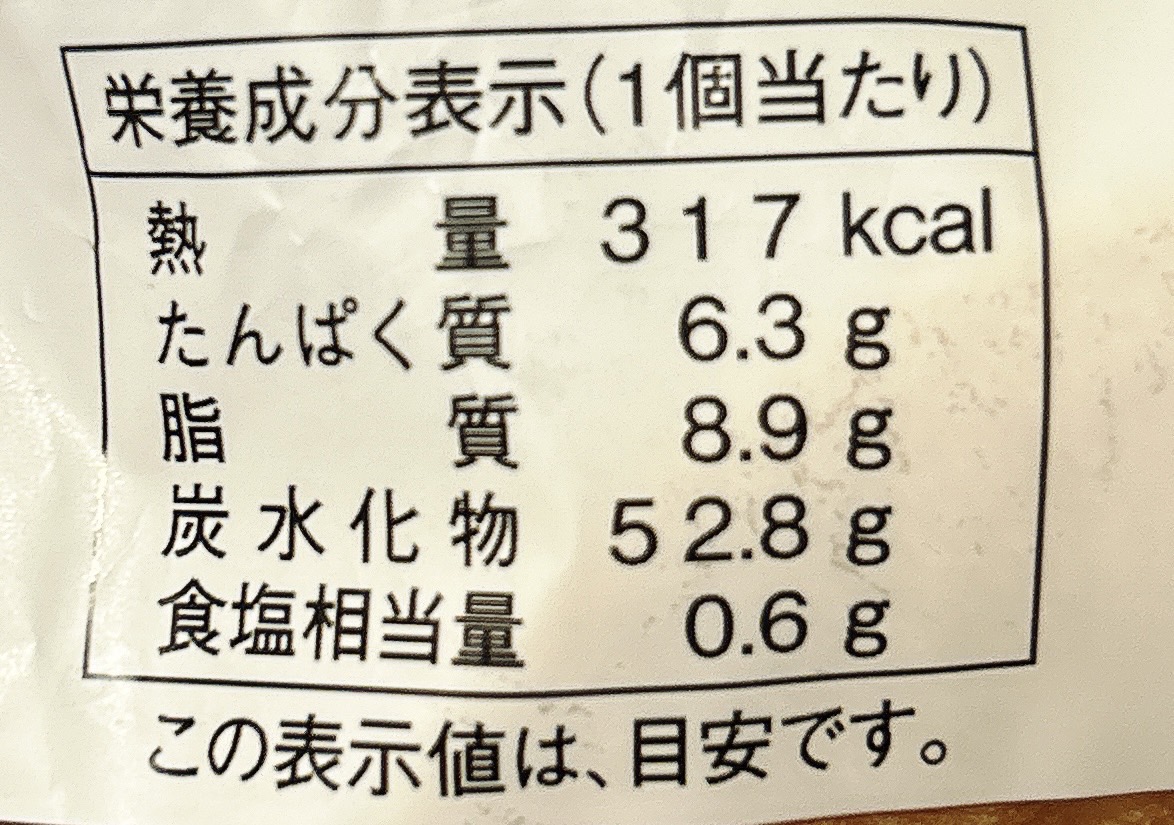 栄養成分表示(1個当たり)
熱量 317 kcal
たんぱく質 6.3 g
脂質 8.9 g
炭水化物 52.8 g
食塩相当量 0.6 g
この表示値は、目安です。